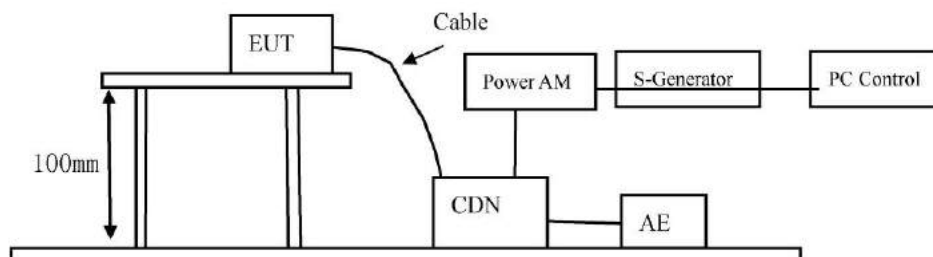 Cable
EUT
Power AM
S-Generator
PC Control
100mm
CDN
AE